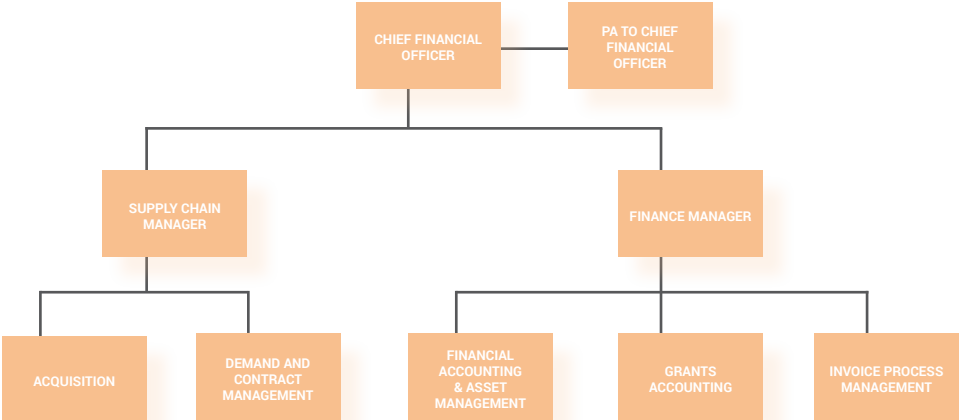 CHIEF FINANCIAL
OFFICER
PA TO CHIEF
FINANCIAL
OFFICER
SUPPLY CHAIN
MANAGER
FINANCE MANAGER
ACQUISITION
DEMAND AND
CONTRACT
MANAGEMENT
FINANCIAL
ACCOUNTING
& ASSET
MANAGEMENT
GRANTS
ACCOUNTING
INVOICE PROCESS
MANAGEMENT